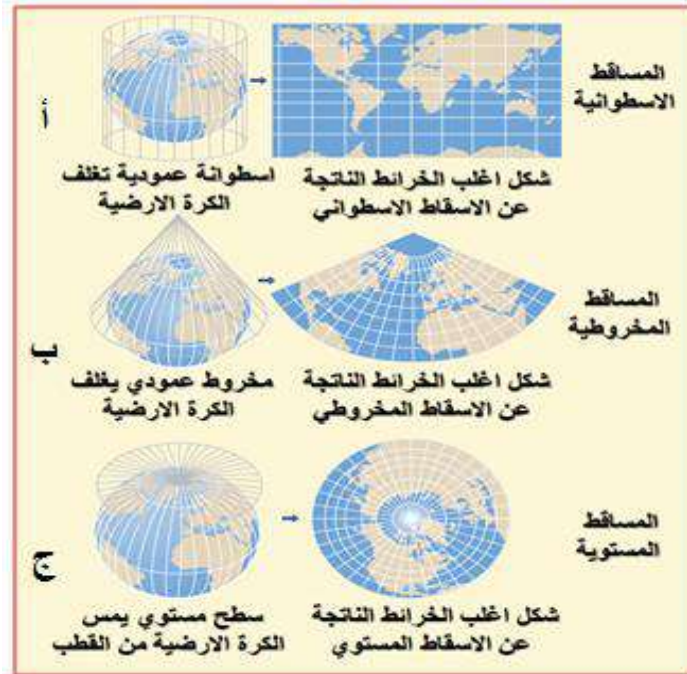 المساقط
الاسطوانية
أ
شكل اغلب الخرائط الناتجة
عن الاسقاط الاسطواني
اسطوانة عمودية تغلف
الكرة الارضية
المساقط
المخروطية
ب
شكل اغلب الخرائط الناتجة
عن الاسقاط المخروطي
مخروط عمودي يغلف
الكرة الارضية
المساقط
المستوية
ج
شكل اغلب الخرائط الناتجة
عن الاسقاط المستوي
سطح مستوي يمس
الكرة الارضية من القطب